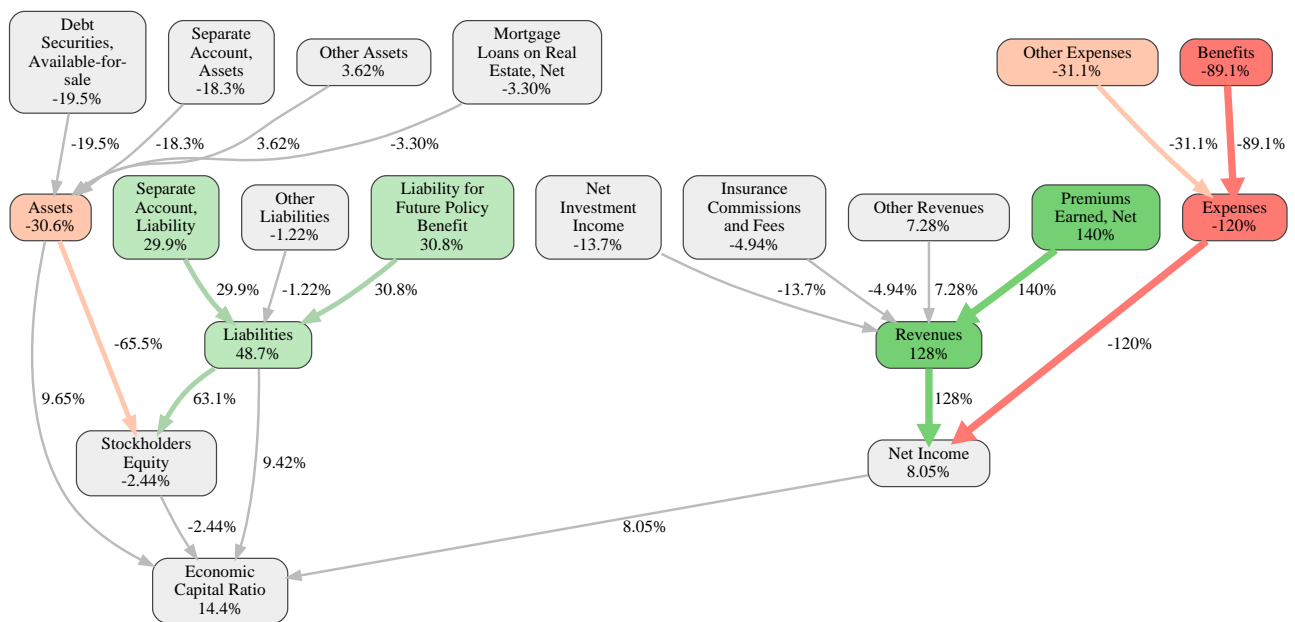 Debt
Securities,
Available-for-
sale
-19.5%
Separate
Account,
Assets
-18.3%
Other Assets
3.62%
Mortgage
Loans on Real
Estate, Net
-3.30%
Other Expenses
-31.1%
Benefits
-89.1%
-19.5%
-18.3%
3.62%
-3.30%
-31.1%
-89.1%
Assets
-30.6%
Separate
Account,
Liability
29.9%
Other
Liabilities
-1.22%
Liability for
Future Policy
Benefit
30.8%
Net
Investment
Income
-13.7%
Insurance
Commissions
and Fees
-4.94%
Other Revenues
7.28%
Premiums
Earned, Net
140%
Expenses
-120%
29.9%
-1.22%
30.8%
-13.7%
-4.94%
7.28%
140%
-65.5%
Liabilities
48.7%
Revenues
128%
-120%
9.65%
63.1%
128%
Stockholders
Equity
-2.44%
9.42%
Net Income
8.05%
-2.44%
8.05%
Economic
Capital Ratio
14.4%